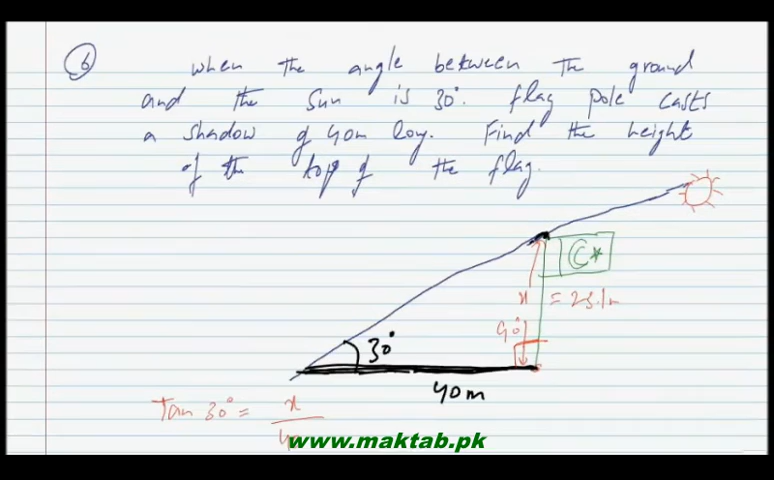 6 when the angle between the ground
and the Sun is 30°. flag pole casts
a shadow of 40m long. Find the height
of the top of the flag.
C*
x = 23.1m
90°
30°
40m
Tan 30° = x
www.maktab.pk